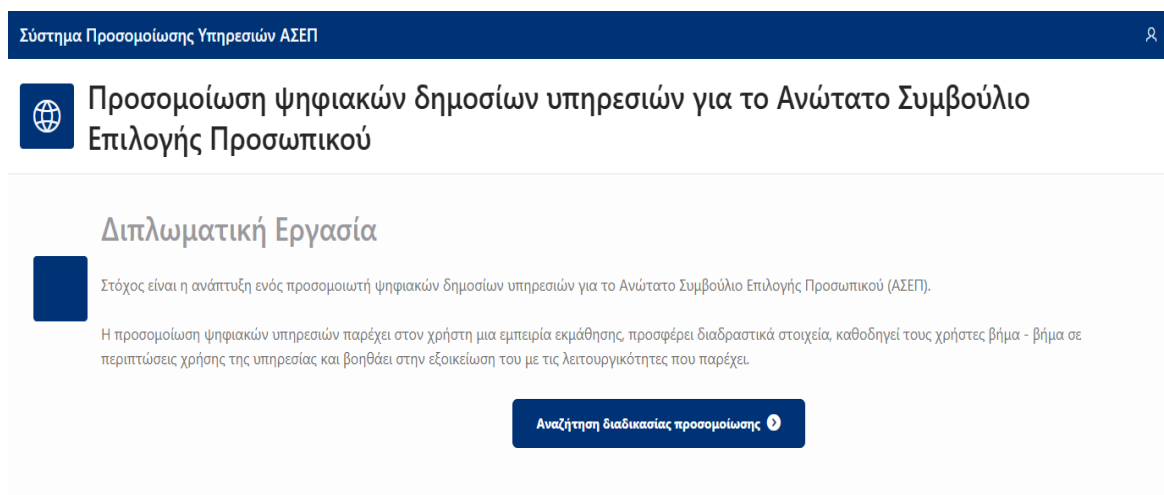 Σύστημα Προσομοίωσης Υπηρεσιών ΑΣΕΠ
Προσομοίωση ψηφιακών δημοσίων υπηρεσιών για το Ανώτατο Συμβούλιο
Επιλογής Προσωπικού
Διπλωματική Εργασία
Στόχος είναι η ανάπτυξη ενός προσομοιωτή ψηφιακών δημοσίων υπηρεσιών για το Ανώτατο Συμβούλιο Επιλογής Προσωπικού (ΑΣΕΠ).
Η προσομοίωση ψηφιακών υπηρεσιών παρέχει στον χρήστη μια εμπειρία εκμάθησης, προσφέρει διαδραστικά στοιχεία, καθοδηγεί τους χρήστες βήμα - βήμα σε
περιπτώσεις χρήσης της υπηρεσίας και βοηθάει στην εξοικείωση του με τις λειτουργικότητες που παρέχει.
Αναζήτηση διαδικασίας προσομοίωσης